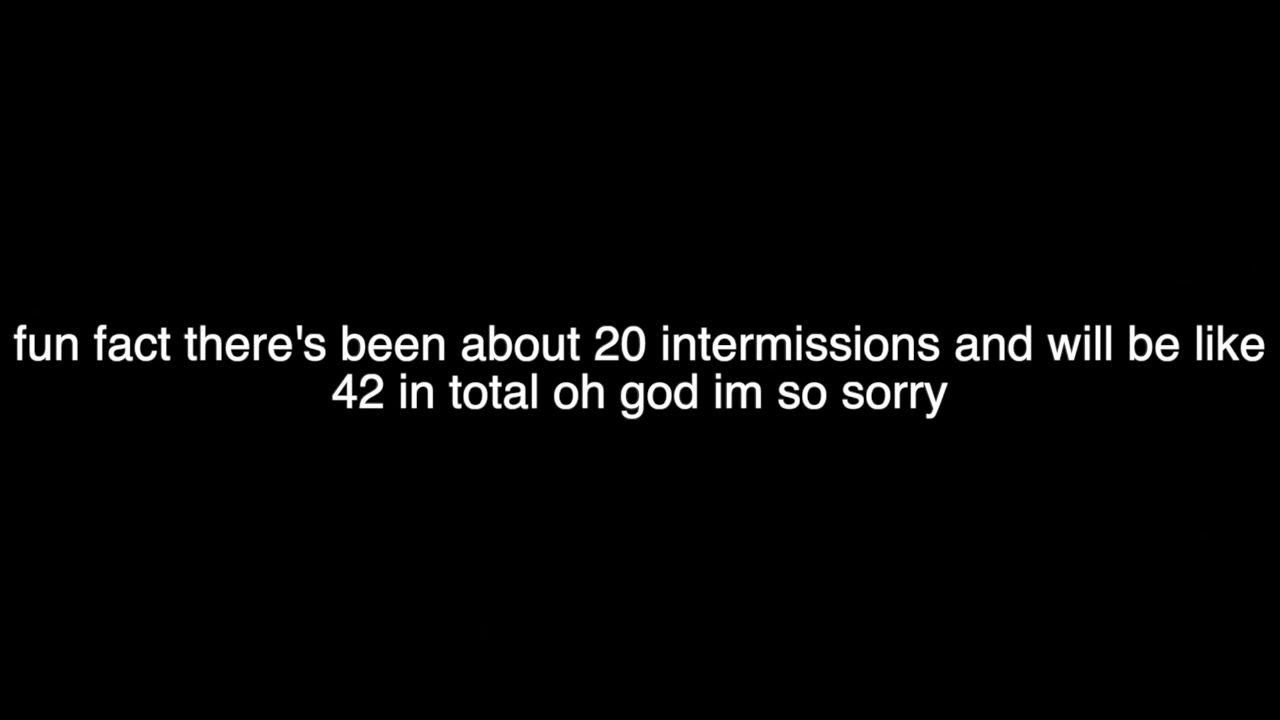 fun fact there's been about 20 intermissions and will be like
42 in total oh god im so sorry